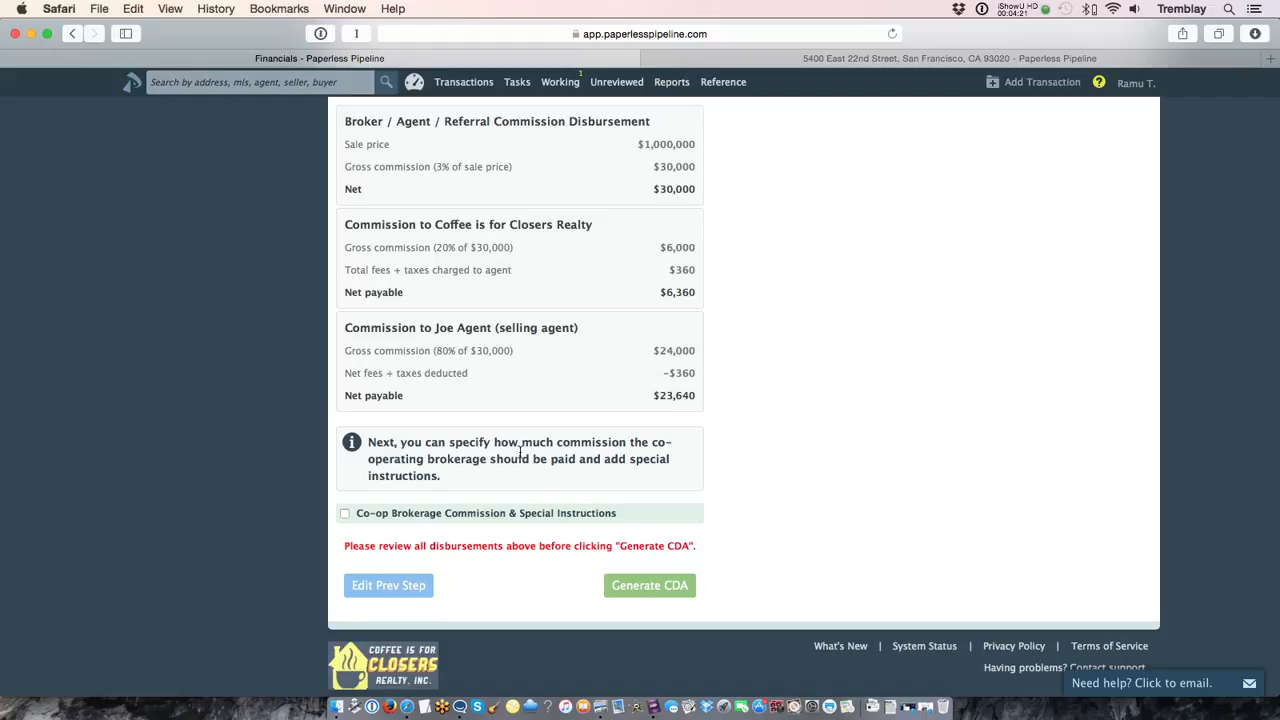 Safari File Edit View History Bookmarks Window Help
iShowU HD
00:04:21
Tremblay
app.paperlesspipeline.com
Financials - Paperless Pipeline
5400 East 22nd Street, San Francisco, CA 93020 - Paperless Pipeline
Search by address, mls, agent, seller, buyer
Transactions Tasks Working 1 Unreviewed Reports Reference
Add Transaction ? Ramu T.
Broker / Agent / Referral Commission Disbursement
Sale price $1,000,000
Gross commission (3% of sale price) $30,000
Net $30,000
Commission to Coffee is for Closers Realty
Gross commission (20% of $30,000) $6,000
Total fees + taxes charged to agent $360
Net payable $6,360
Commission to Joe Agent (selling agent)
Gross commission (80% of $30,000) $24,000
Net fees + taxes deducted -$360
Net payable $23,640
Next, you can specify how much commission the co-
operating brokerage should be paid and add special
instructions.
Co-op Brokerage Commission & Special Instructions
Please review all disbursements above before clicking "Generate CDA".
Edit Prev Step Generate CDA
COFFEE IS FOR
CLOSERS
REALTY, INC.
What's New | System Status | Privacy Policy | Terms of Service
Having problems? Contact support.
Need help? Click to email.